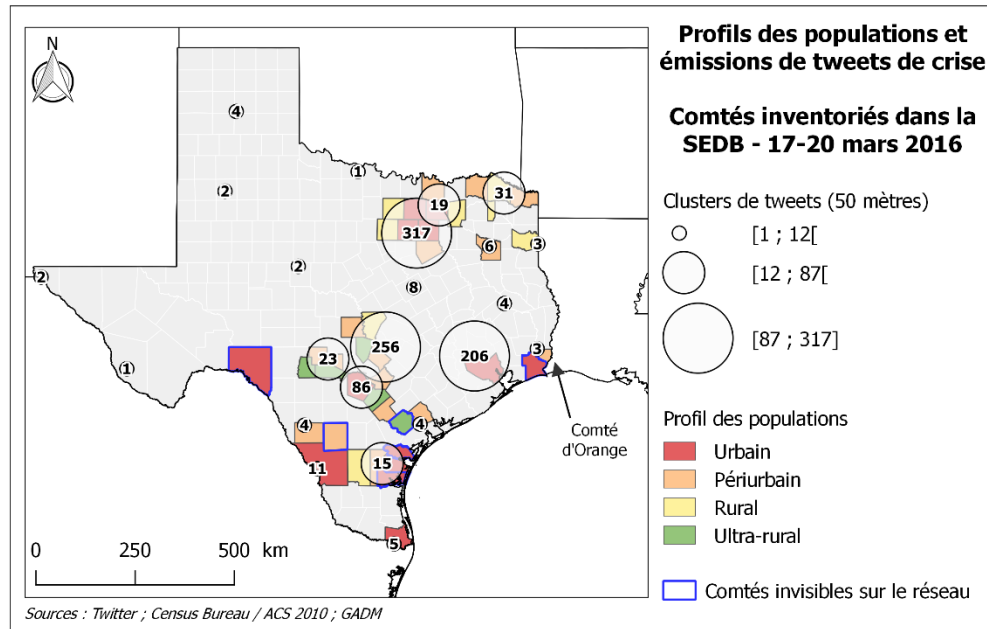 Profils des populations et
émissions de tweets de crise
Comtés inventoriés dans la
SEDB - 17-20 mars 2016
Clusters de tweets (50 mètres)
[1 ; 12[
[12 ; 87[
[87 ; 317]
Profil des populations
Urbain
Périurbain
Rural
Ultra-rural
Comtés invisibles sur le réseau
N
4
1
2
31
19
317
6
3
2
2
8
4
256
206
3
23
86
1
Comté
d'Orange
4
4
15
11
5
0 250 500 km
Sources : Twitter ; Census Bureau / ACS 2010 ; GADM